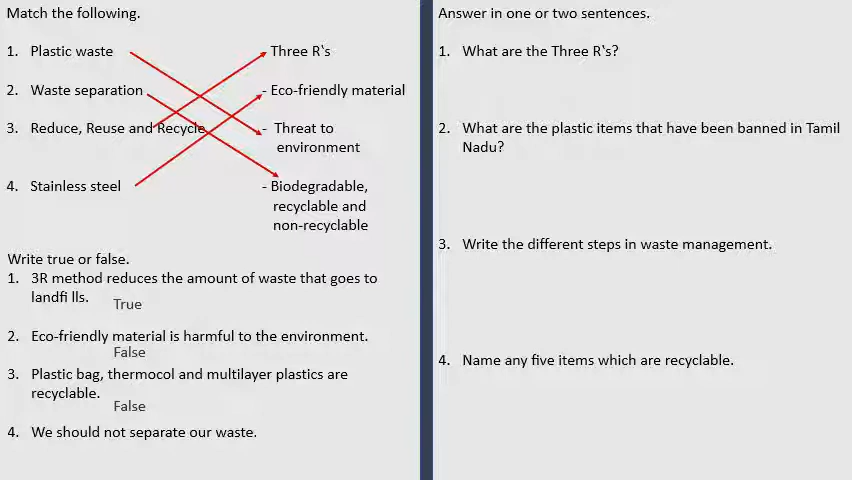 Match the following.
1. Plastic waste
Three R's
2. Waste separation
- Eco-friendly material
3. Reduce, Reuse and Recycle
- Threat to
environment
4. Stainless steel
- Biodegradable,
recyclable and
non-recyclable
Write true or false.
1. 3R method reduces the amount of waste that goes to
landfi lls.
True
2. Eco-friendly material is harmful to the environment.
False
3. Plastic bag, thermocol and multilayer plastics are
recyclable.
False
4. We should not separate our waste.
Answer in one or two sentences.
1. What are the Three R's?
2. What are the plastic items that have been banned in Tamil
Nadu?
3. Write the different steps in waste management.
4. Name any five items which are recyclable.